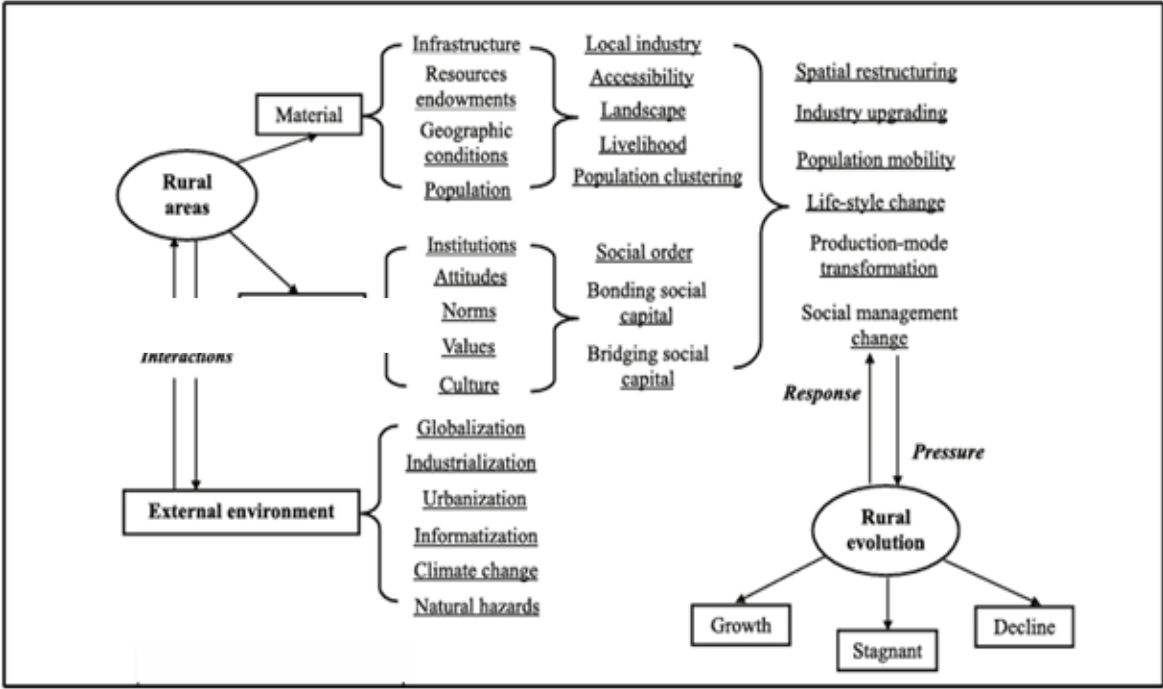 Rural
areas
Material
Infrastructure
Resources
endowments
Geographic
conditions
Population
Local industry
Accessibility
Landscape
Livelihood
Population clustering
Institutions
Attitudes
Norms
Values
Culture
Social order
Bonding social
capital
Bridging social
capital
Spatial restructuring
Industry upgrading
Population mobility
Life-style change
Production-mode
transformation
Social management
change
Interactions
External environment
Globalization
Industrialization
Urbanization
Informatization
Climate change
Natural hazards
Response
Pressure
Rural
evolution
Growth
Stagnant
Decline